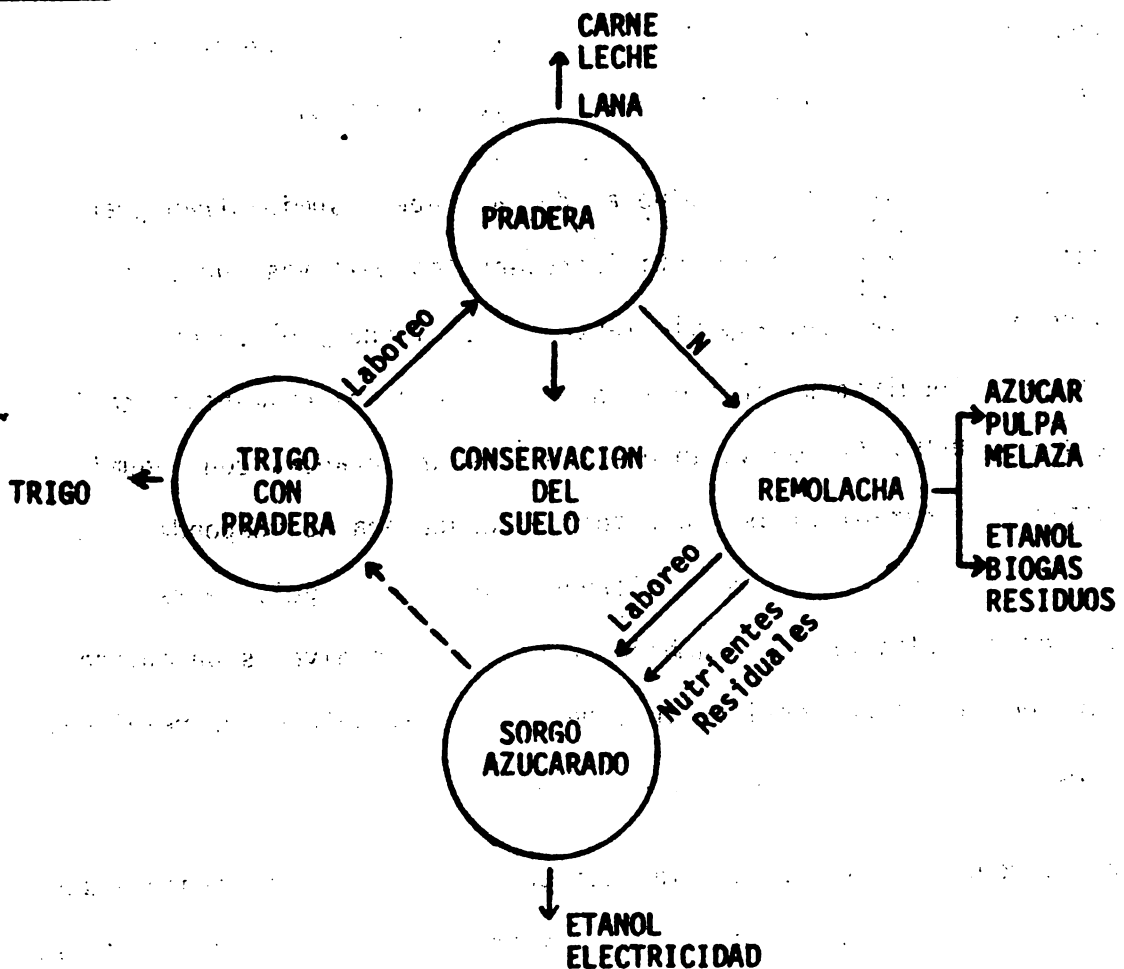 CARNE
LECHE
LANA
PRADERA
Laboreo
N
TRIGO
CON
PRADERA
TRIGO
CONSERVACION
DEL
SUELO
REMOLACHA
AZUCAR
PULPA
MELAZA
ETANOL
BIOGAS
RESIDUOS
Laboreo
Nutrientes
Residuales
SORGO
AZUCARADO
ETANOL
ELECTRICIDAD